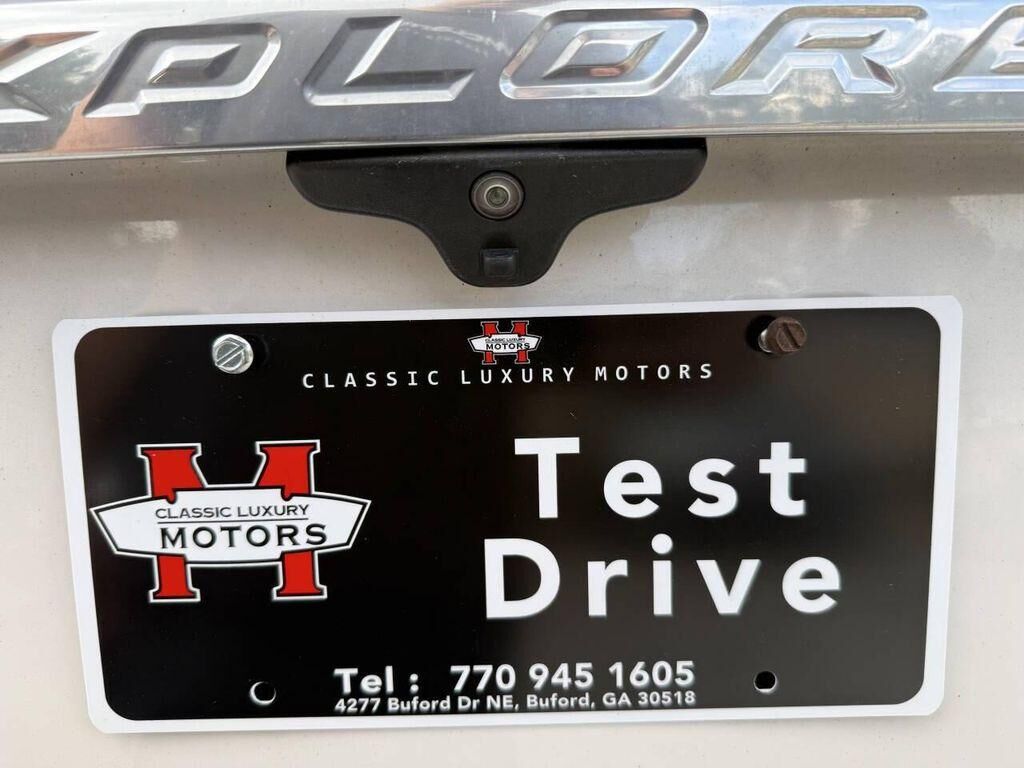 XPLORE
CLASSIC LUXURY
MOTORS
CLASSIC LUXURY MOTORS
CLASSIC LUXURY
MOTORS
Test
Drive
Tel : 770 945 1605
4277 Buford Dr NE, Buford, GA 30518